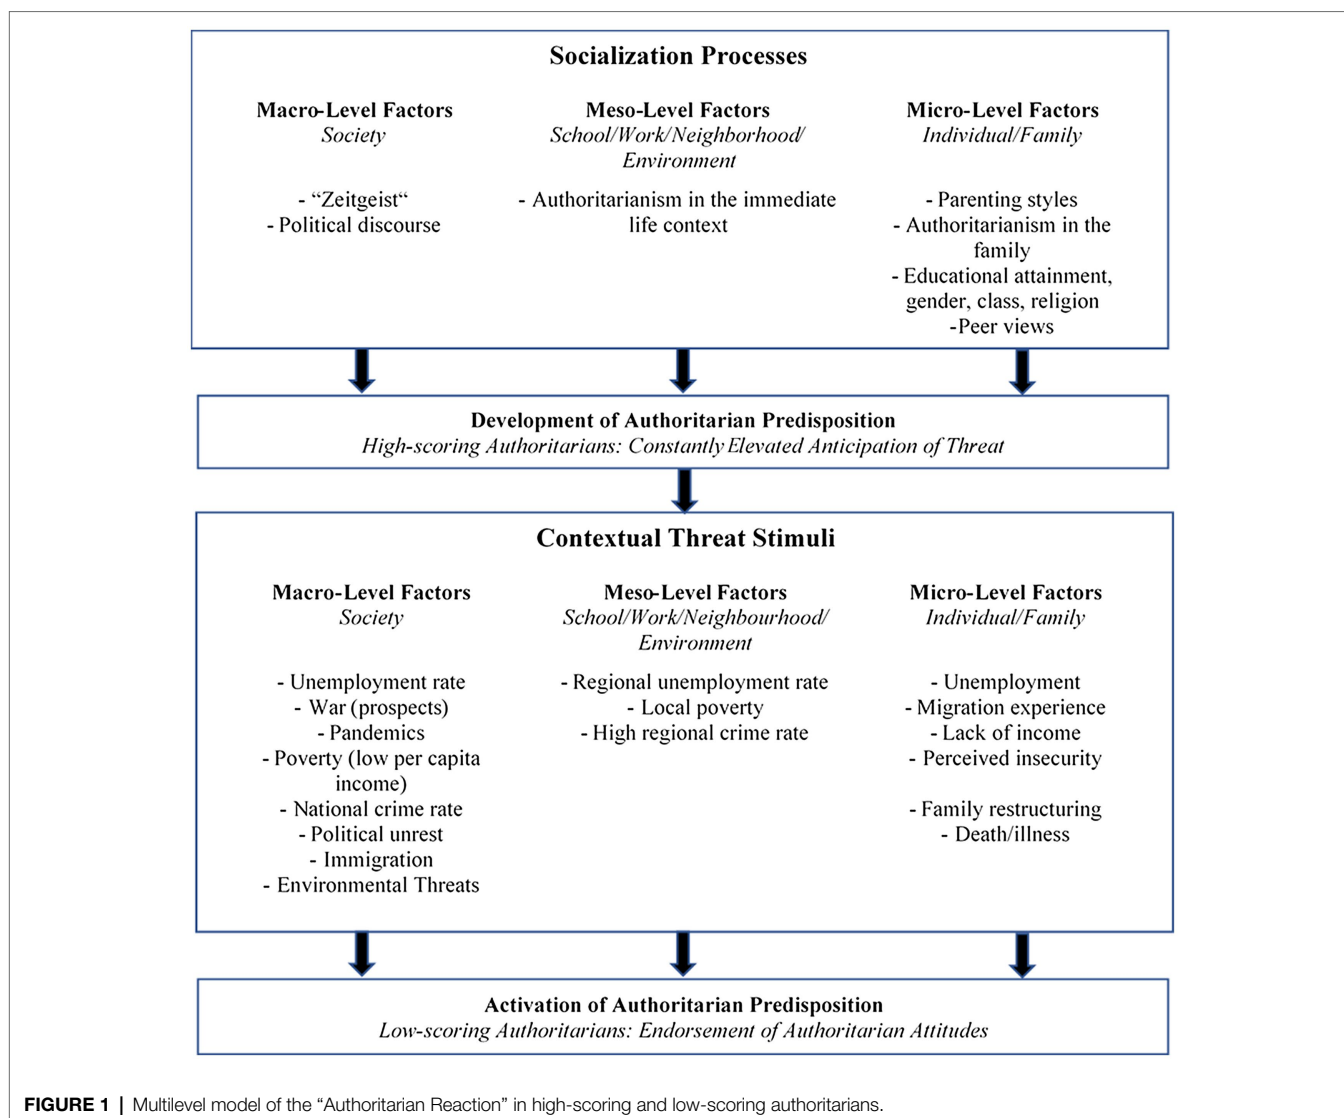 Socialization Processes
Macro-Level Factors
Society
- “Zeitgeist“
- Political discourse
Meso-Level Factors
School/Work/Neighborhood/
Environment
- Authoritarianism in the immediate
life context
Micro-Level Factors
Individual/Family
- Parenting styles
- Authoritarianism in the
family
- Educational attainment,
gender, class, religion
-Peer views
Development of Authoritarian Predisposition
High-scoring Authoritarians: Constantly Elevated Anticipation of Threat
Contextual Threat Stimuli
Macro-Level Factors
Society
- Unemployment rate
- War (prospects)
- Pandemics
- Poverty (low per capita
income)
- National crime rate
- Political unrest
- Immigration
- Environmental Threats
Meso-Level Factors
School/Work/Neighbourhood/
Environment
- Regional unemployment rate
- Local poverty
- High regional crime rate
Micro-Level Factors
Individual/Family
- Unemployment
- Migration experience
- Lack of income
- Perceived insecurity
- Family restructuring
- Death/illness
Activation of Authoritarian Predisposition
Low-scoring Authoritarians: Endorsement of Authoritarian Attitudes
FIGURE 1 | Multilevel model of the “Authoritarian Reaction” in high-scoring and low-scoring authoritarians.